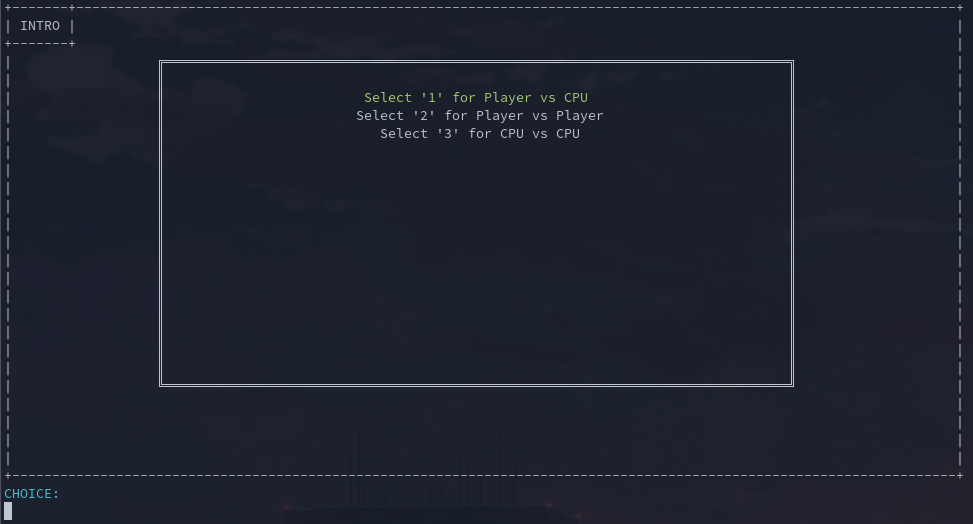 INTRO
Select '1' for Player vs CPU
Select '2' for Player vs Player
Select '3' for CPU vs CPU
CHOICE: